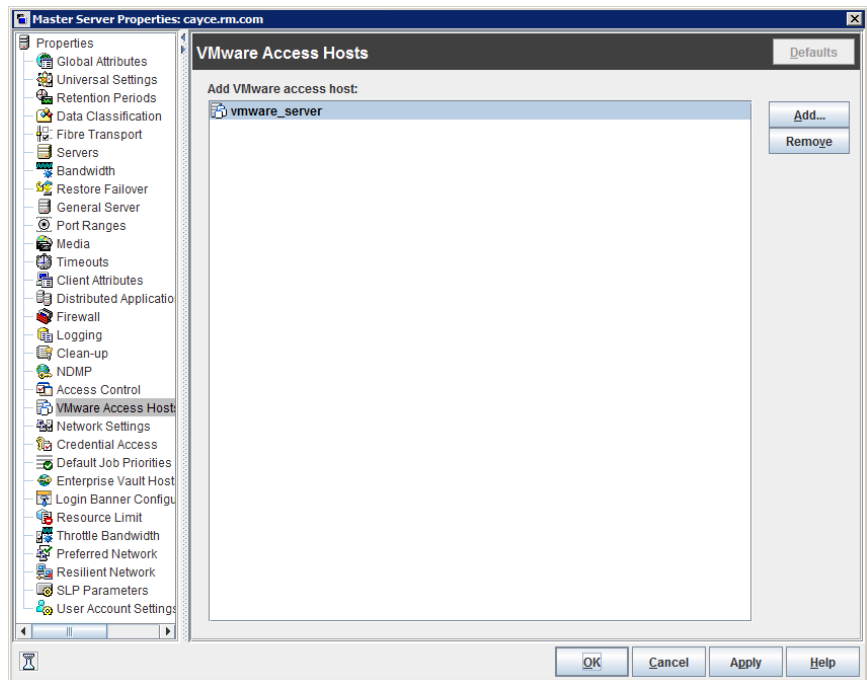 Master Server Properties: cayce.rm.com
Properties
Global Attributes
Universal Settings
Retention Periods
Data Classification
Fibre Transport
Servers
Bandwidth
Restore Failover
General Server
Port Ranges
Media
Timeouts
Client Attributes
Distributed Applicatio
Firewall
Logging
Clean-up
NDMP
Access Control
VMware Access Hosts
Network Settings
Credential Access
Default Job Priorities
Enterprise Vault Host
Login Banner Configu
Resource Limit
Throttle Bandwidth
Preferred Network
Resilient Network
SLP Parameters
User Account Settings
VMware Access Hosts
Defaults
Add VMware access host:
vmware_server
Add...
Remove
OK
Cancel
Apply
Help